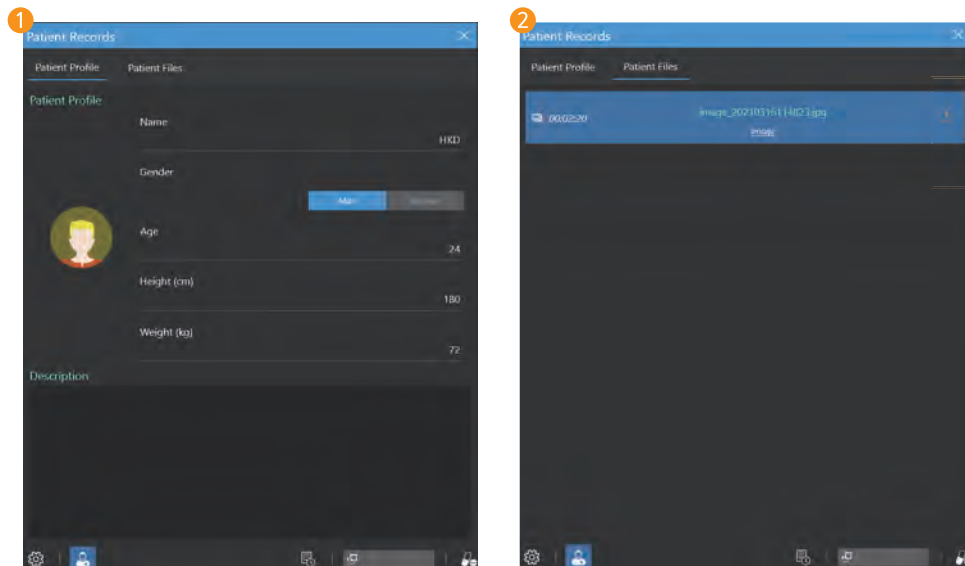 1
Patient Records
Patient Profile Patient Files
Patient Profile
Name
HKD
Gender
Man
Age
24
Height (cm)
180
Weight (kg)
72
Description
2
Patient Records
Patient Profile Patient Files
00:02:20
image